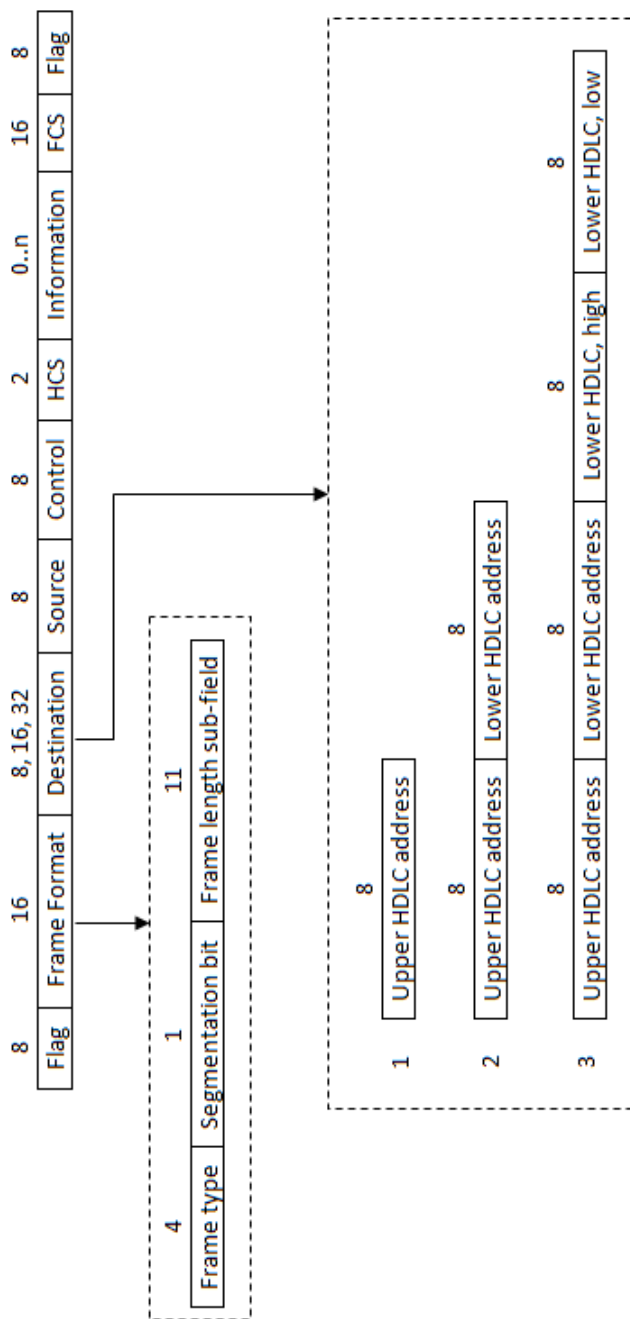 8 16 8, 16, 32 8 8 2 0..n 16 8
Flag Frame Format Destination Source Control HCS Information FCS Flag
4 1 11
Frame type Segmentation bit Frame length sub-field
8
1 Upper HDLC address
8 8
2 Upper HDLC address Lower HDLC address
8 8 8 8
3 Upper HDLC address Lower HDLC address Lower HDLC, high Lower HDLC, low